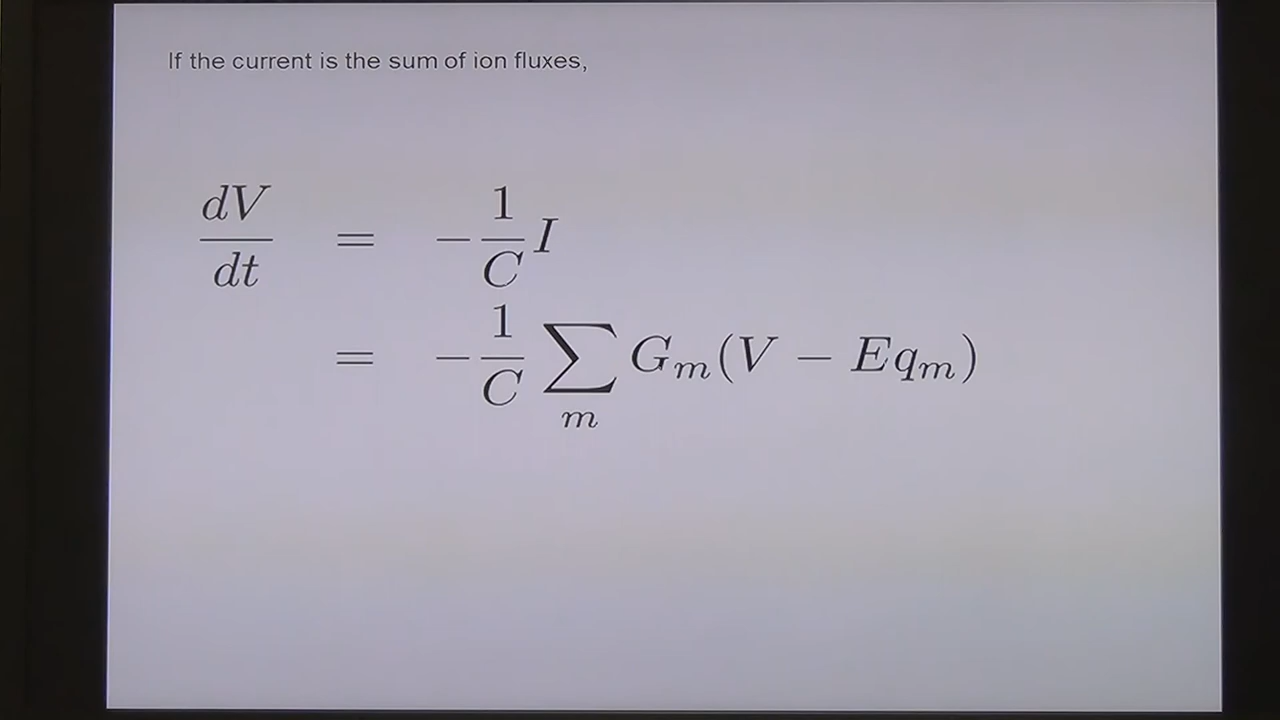 If the current is the sum of ion fluxes,
dV/dt = −1/C I
= −1/C ∑_m G_m(V − Eq_m)